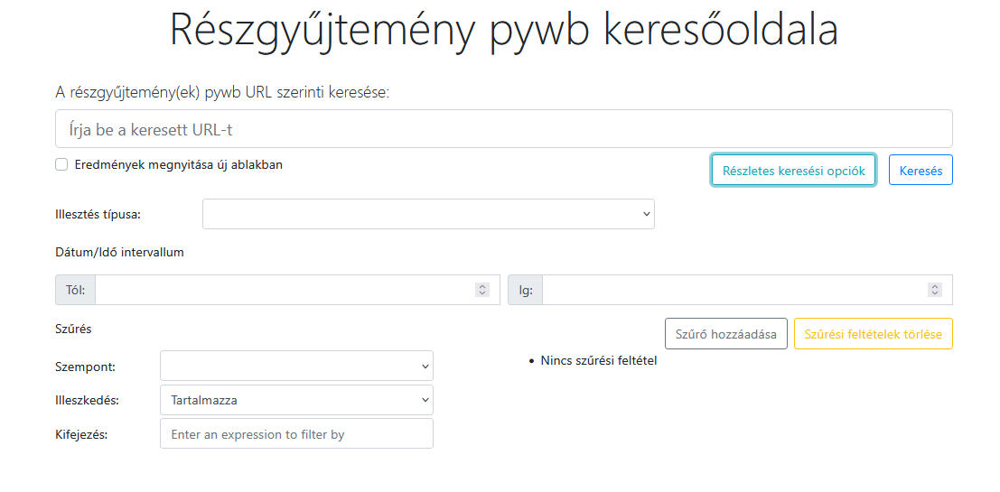 Részgyűjtemény pywb keresőoldala
A részgyűjtemény(ek) pywb URL szerinti keresése:
Írja be a keresett URL-t
Eredmények megnyitása új ablakban
Részletes keresési opciók
Keresés
Illesztés típusa:
Dátum/Idő intervallum
Tól:
Ig:
Szűrés
Szűrő hozzáadása
Szűrési feltételek törlése
Szempont:
Nincs szűrési feltétel
Illeszkedés:
Tartalmazza
Kifejezés:
Enter an expression to filter by